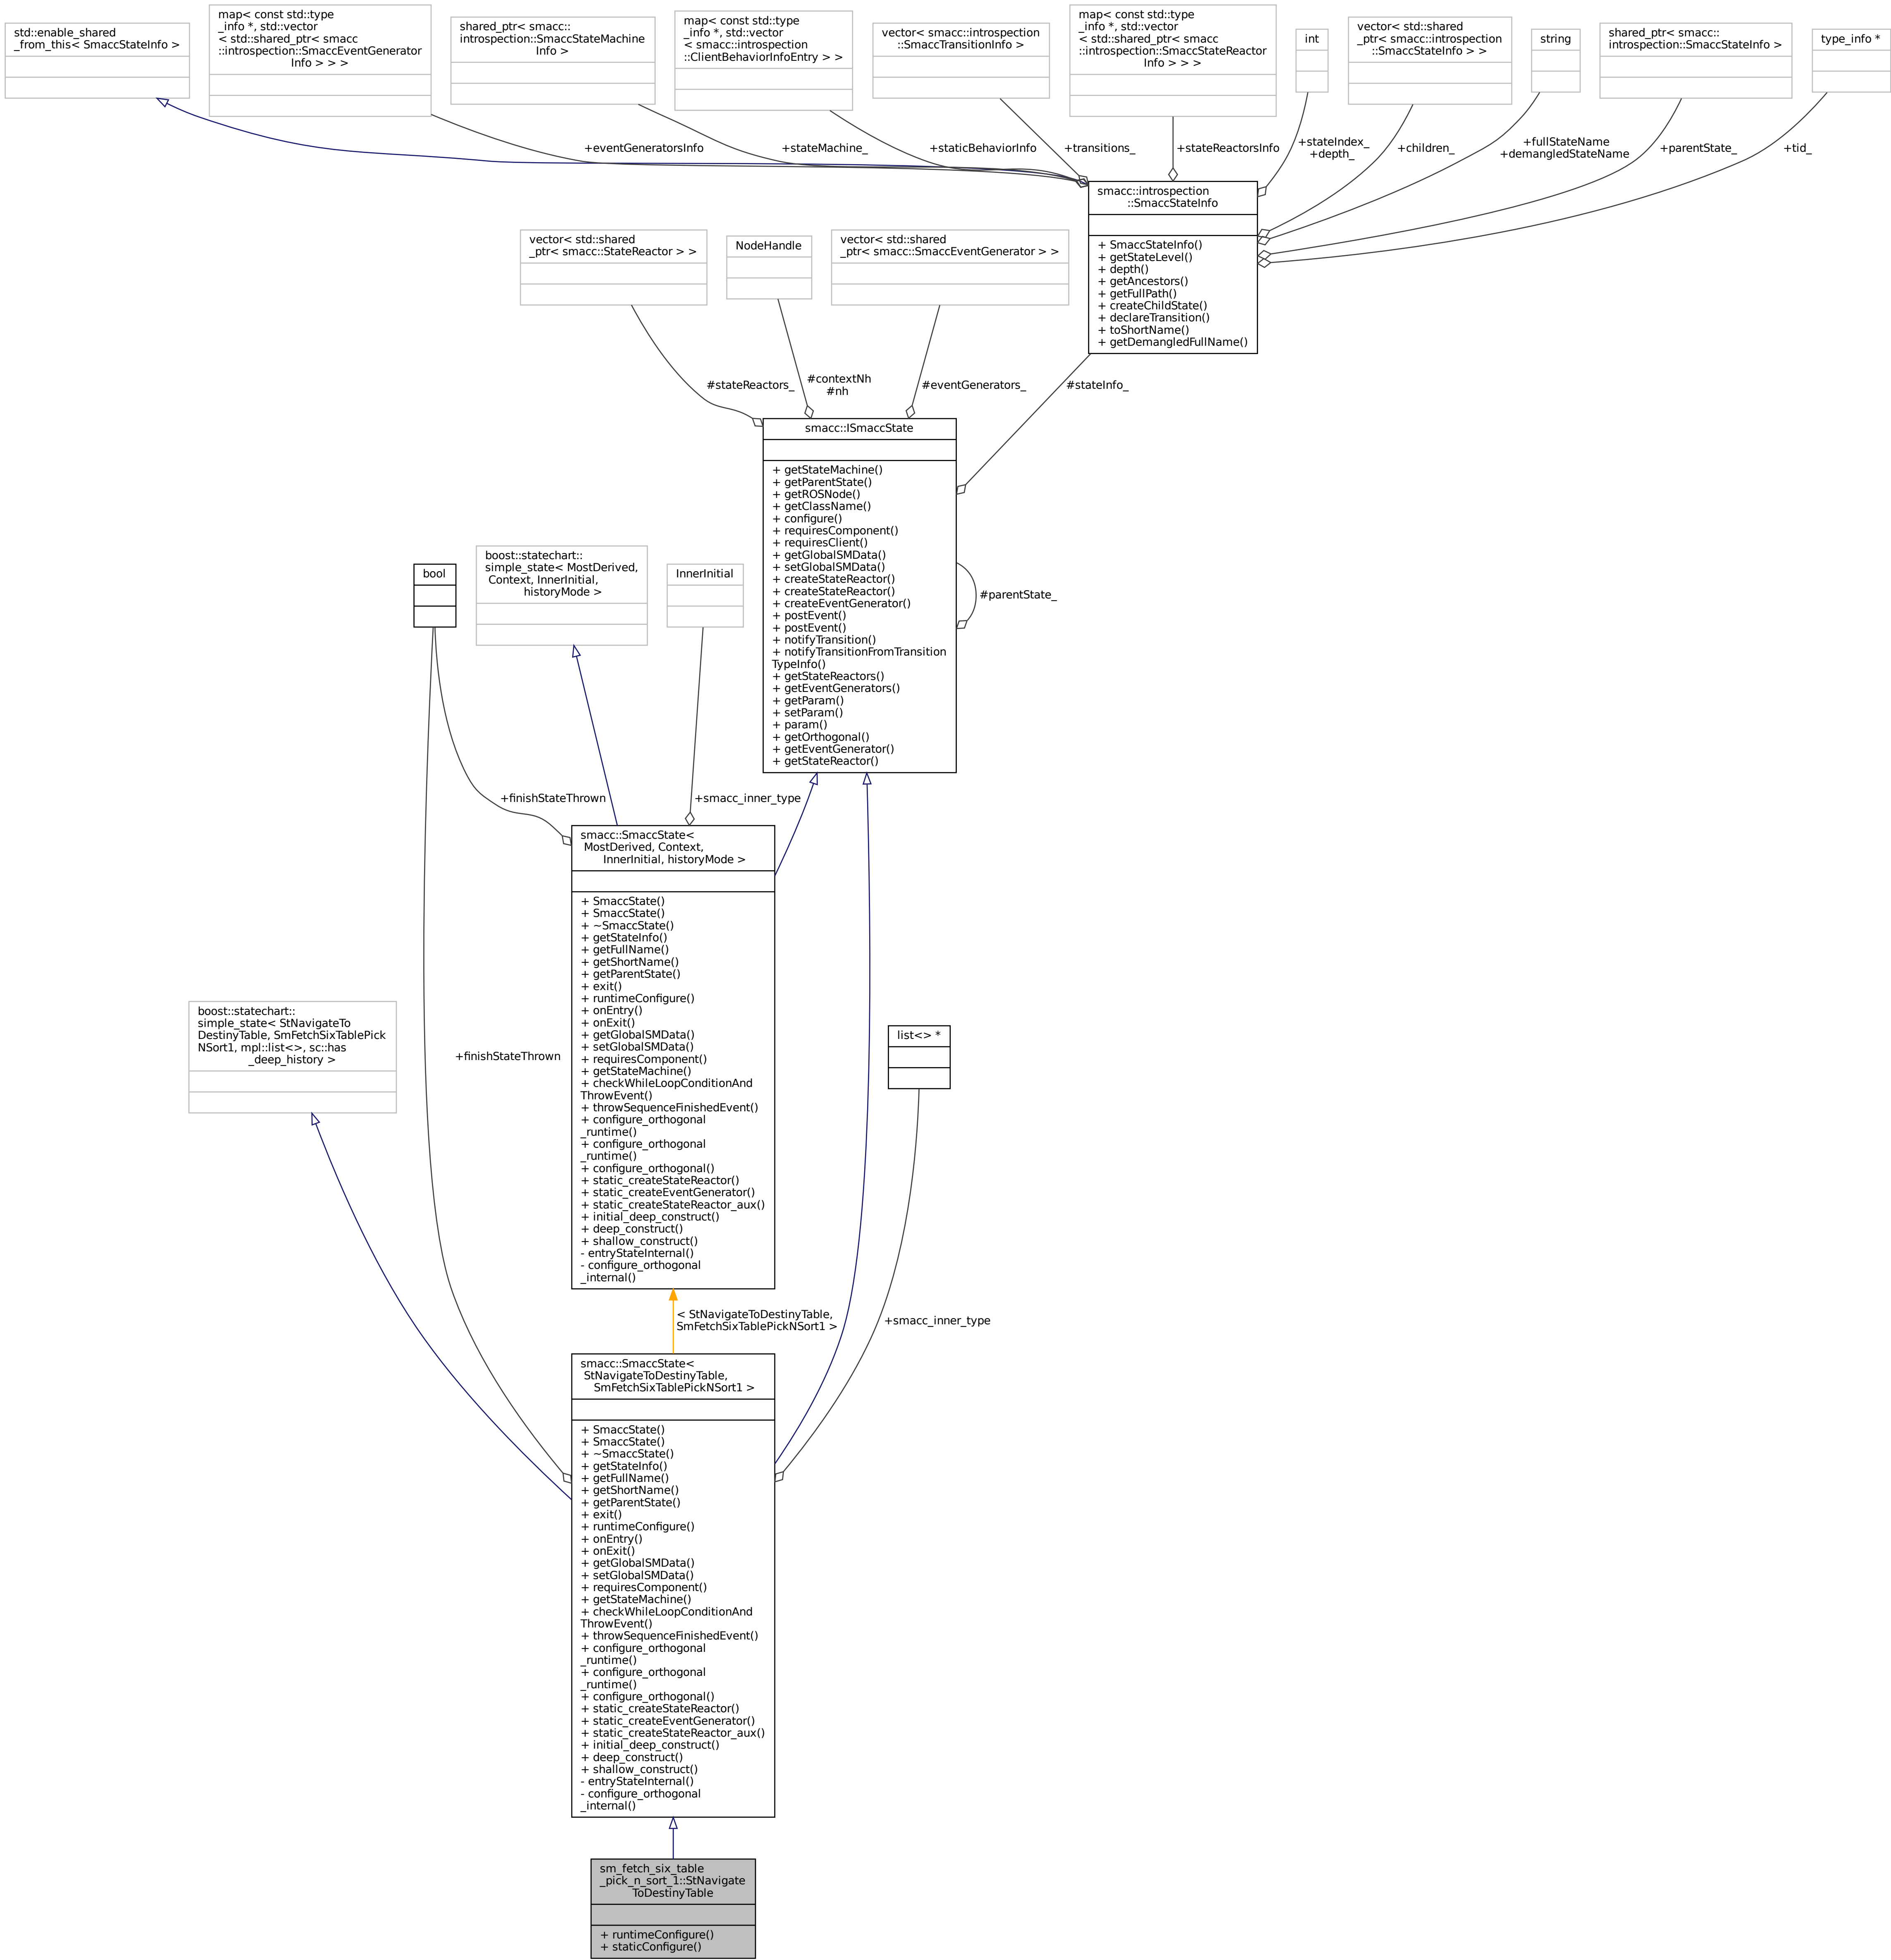 std::enable_shared
_from_this< SmaccStateInfo >
map< const std::type
_info *, std::vector
< std::shared_ptr< smacc
::introspection::SmaccEventGenerator
Info > > >
shared_ptr< smacc::
introspection::SmaccStateMachine
Info >
map< const std::type
_info *, std::vector
< smacc::introspection
::ClientBehaviorInfoEntry > >
vector< smacc::introspection
::SmaccTransitionInfo >
map< const std::type
_info *, std::vector
< std::shared_ptr< smacc
::introspection::SmaccStateReactor
Info > > >
int
vector< std::shared
_ptr< smacc::introspection
::SmaccStateInfo > >
string
shared_ptr< smacc::
introspection::SmaccStateInfo >
type_info *
+eventGeneratorsInfo
+stateMachine_
+staticBehaviorInfo
+transitions_
+stateReactorsInfo
+stateIndex_
+depth_
+children_
+fullStateName
+demangledStateName
+parentState_
+tid_
smacc::introspection
::SmaccStateInfo
+ SmaccStateInfo()
+ getStateLevel()
+ depth()
+ getAncestors()
+ getFullPath()
+ createChildState()
+ declareTransition()
+ toShortName()
+ getDemangledFullName()
vector< std::shared
_ptr< smacc::StateReactor > >
NodeHandle
vector< std::shared
_ptr< smacc::SmaccEventGenerator > >
#stateReactors_
#contextNh
#nh
#eventGenerators_
#stateInfo_
smacc::ISmaccState
+ getStateMachine()
+ getParentState()
+ getROSNode()
+ getClassName()
+ configure()
+ requiresComponent()
+ requiresClient()
+ getGlobalSMData()
+ setGlobalSMData()
+ createStateReactor()
+ createStateReactor()
+ createEventGenerator()
+ postEvent()
+ postEvent()
+ notifyTransition()
+ notifyTransitionFromTransition
TypeInfo()
+ getStateReactors()
+ getEventGenerators()
+ getParam()
+ setParam()
+ param()
+ getOrthogonal()
+ getEventGenerator()
+ getStateReactor()
#parentState_
bool
boost::statechart::
simple_state< MostDerived,
Context, InnerInitial,
historyMode >
InnerInitial
+finishStateThrown
+smacc_inner_type
smacc::SmaccState<
MostDerived, Context,
InnerInitial, historyMode >
+ SmaccState()
+ SmaccState()
+ ~SmaccState()
+ getStateInfo()
+ getFullName()
+ getShortName()
+ getParentState()
+ exit()
+ runtimeConfigure()
+ onEntry()
+ onExit()
+ getGlobalSMData()
+ setGlobalSMData()
+ requiresComponent()
+ getStateMachine()
+ checkWhileLoopConditionAnd
ThrowEvent()
+ throwSequenceFinishedEvent()
+ configure_orthogonal
_runtime()
+ configure_orthogonal
_runtime()
+ configure_orthogonal()
+ static_createStateReactor()
+ static_createEventGenerator()
+ static_createStateReactor_aux()
+ initial_deep_construct()
+ deep_construct()
+ shallow_construct()
- entryStateInternal()
- configure_orthogonal
_internal()
boost::statechart::
simple_state< StNavigateTo
DestinyTable, SmFetchSixTablePick
NSort1, mpl::list<>, sc::has
_deep_history >
+finishStateThrown
list<> *
< StNavigateToDestinyTable,
SmFetchSixTablePickNSort1 >
+smacc_inner_type
smacc::SmaccState<
StNavigateToDestinyTable,
SmFetchSixTablePickNSort1 >
+ SmaccState()
+ SmaccState()
+ ~SmaccState()
+ getStateInfo()
+ getFullName()
+ getShortName()
+ getParentState()
+ exit()
+ runtimeConfigure()
+ onEntry()
+ onExit()
+ getGlobalSMData()
+ setGlobalSMData()
+ requiresComponent()
+ getStateMachine()
+ checkWhileLoopConditionAnd
ThrowEvent()
+ throwSequenceFinishedEvent()
+ configure_orthogonal
_runtime()
+ configure_orthogonal
_runtime()
+ configure_orthogonal()
+ static_createStateReactor()
+ static_createEventGenerator()
+ static_createStateReactor_aux()
+ initial_deep_construct()
+ deep_construct()
+ shallow_construct()
- entryStateInternal()
- configure_orthogonal
_internal()
sm_fetch_six_table
_pick_n_sort_1::StNavigate
ToDestinyTable
+ runtimeConfigure()
+ staticConfigure()